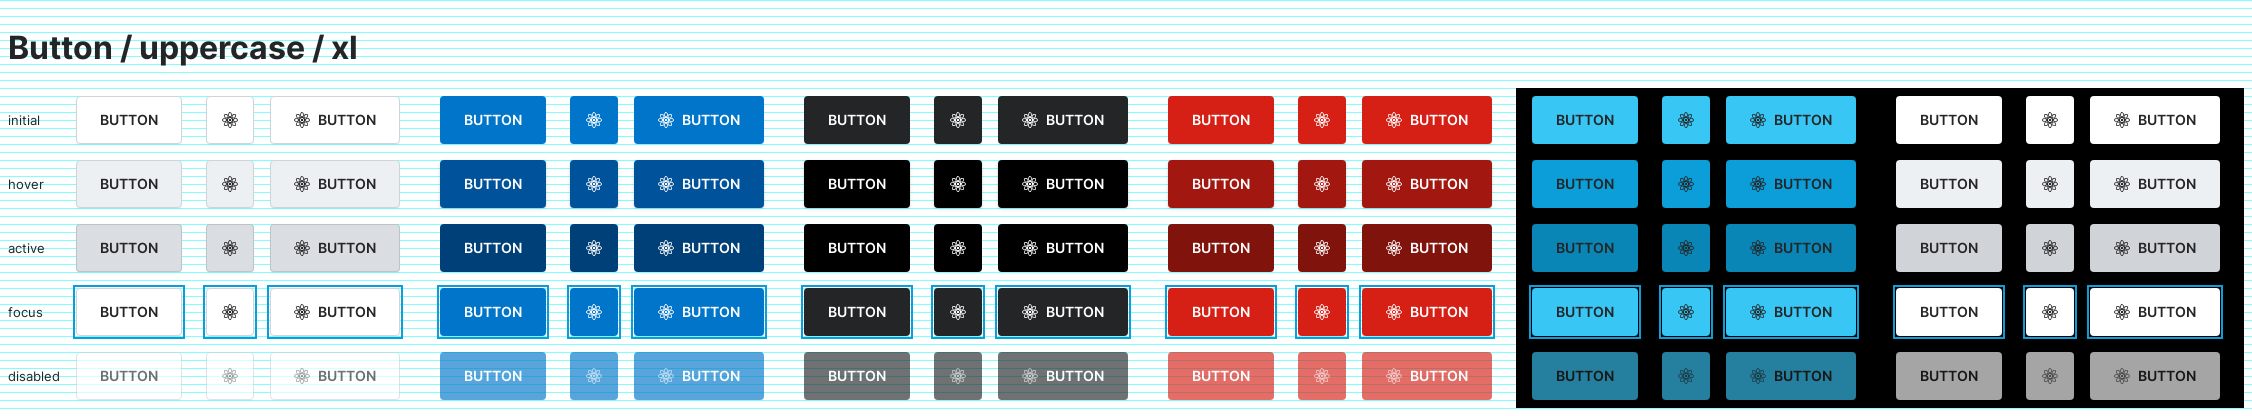 Button / uppercase / xl
initial BUTTON BUTTON BUTTON BUTTON BUTTON BUTTON BUTTON BUTTON BUTTON BUTTON BUTTON BUTTON
hover BUTTON BUTTON BUTTON BUTTON BUTTON BUTTON BUTTON BUTTON BUTTON BUTTON BUTTON BUTTON
active BUTTON BUTTON BUTTON BUTTON BUTTON BUTTON BUTTON BUTTON BUTTON BUTTON BUTTON BUTTON
focus BUTTON BUTTON BUTTON BUTTON BUTTON BUTTON BUTTON BUTTON BUTTON BUTTON BUTTON BUTTON
disabled BUTTON BUTTON BUTTON BUTTON BUTTON BUTTON BUTTON BUTTON BUTTON BUTTON BUTTON BUTTON